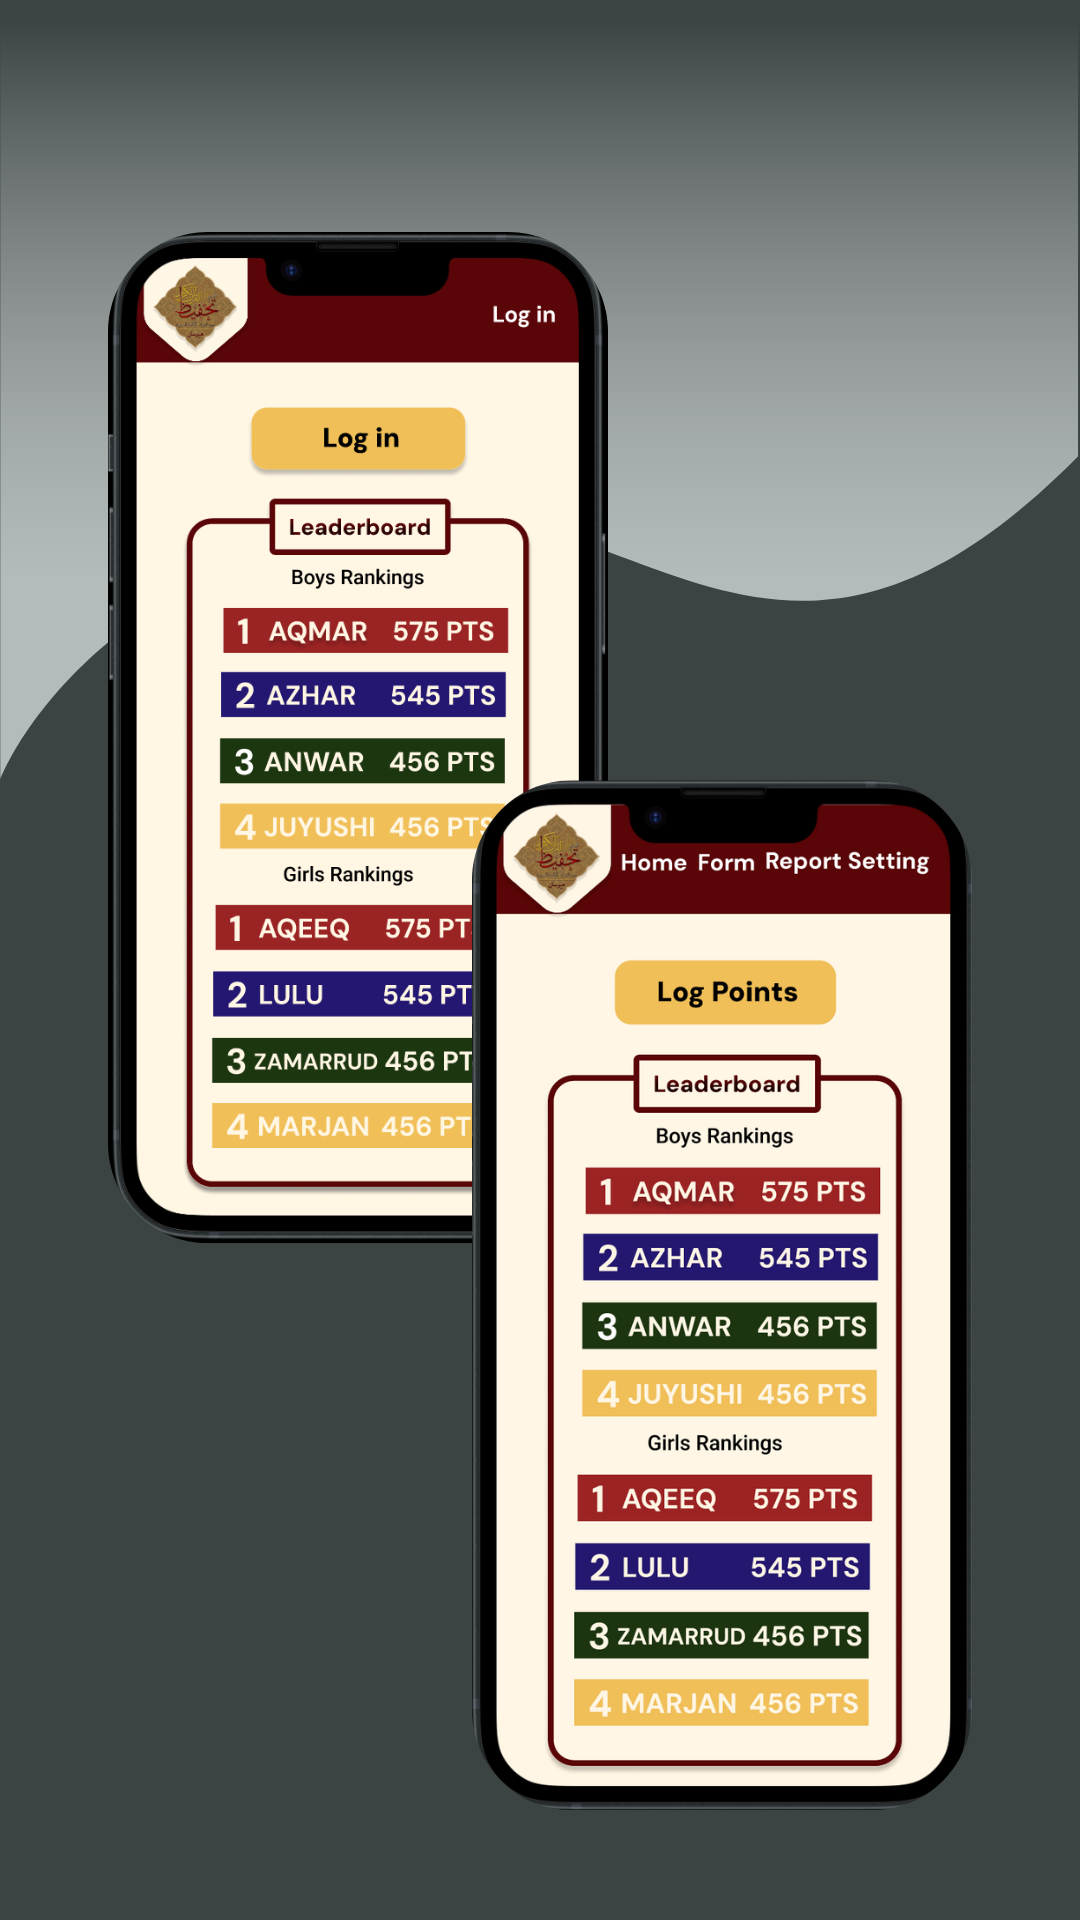 تحفيظ
Log in
Log in
Leaderboard
Boys Rankings
1 AQMAR 575 PTS
2 AZHAR 545 PTS
3 ANWAR 456 PTS
4 JUYUSHI 456 PTS
Girls Rankings
1 AQEEQ 575 PT
2 LULU 545 PT
3 ZAMARRUD 456 PT
4 MARJAN 456 PT
تحفيظ
Home Form Report Setting
Log Points
Leaderboard
Boys Rankings
1 AQMAR 575 PTS
2 AZHAR 545 PTS
3 ANWAR 456 PTS
4 JUYUSHI 456 PTS
Girls Rankings
1 AQEEQ 575 PTS
2 LULU 545 PTS
3 ZAMARRUD 456 PTS
4 MARJAN 456 PTS